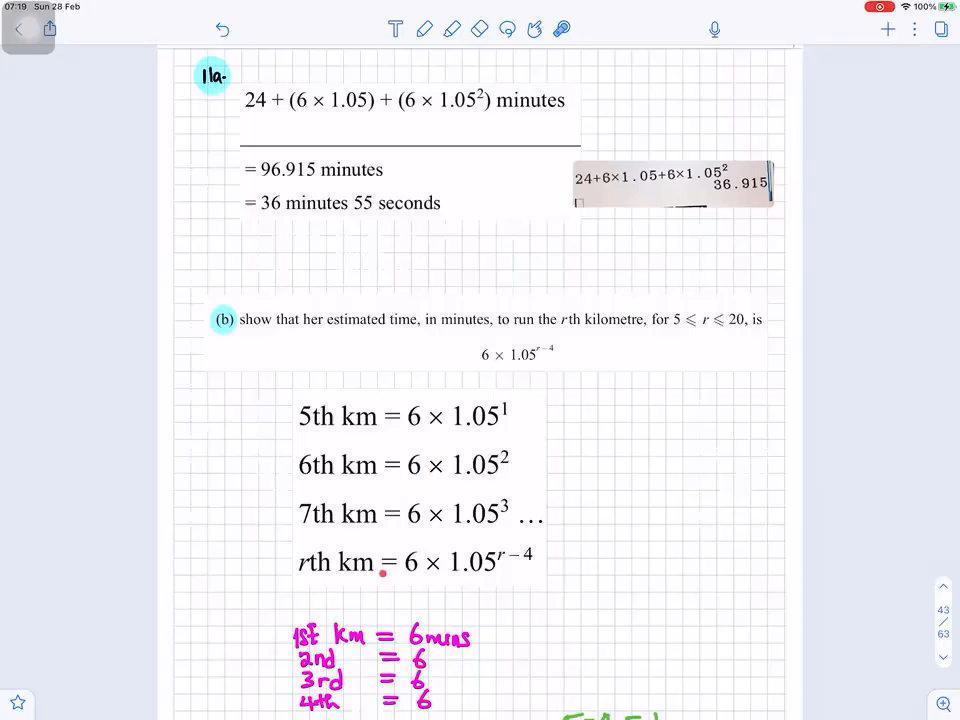 07:19 Sun 28 Feb
100%
11a.
24 + (6 × 1.05) + (6 × 1.05²) minutes
= 96.915 minutes
= 36 minutes 55 seconds
24+6×1.05+6×1.05²
36.915
(b) show that her estimated time, in minutes, to run the rth kilometre, for 5 ⩽ r ⩽ 20, is
6 × 1.05^{r−4}
5th km = 6 × 1.05¹
6th km = 6 × 1.05²
7th km = 6 × 1.05³ ...
rth km = 6 × 1.05^{r−4}
1st km = 6mins
2nd = 6
3rd = 6
4th = 6
43
/
63